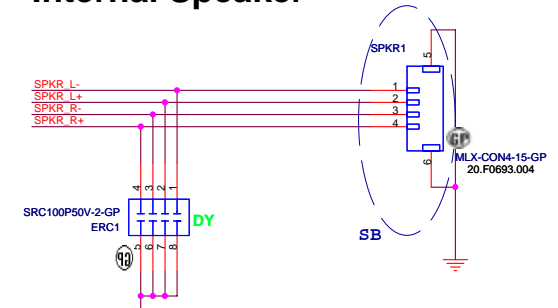 Internal Speaker
SPKR1
5
SPKR_L-
1
SPKR_L+
2
SPKR_R-
3
SPKR_R+
4
GP
6
MLX-CON4-15-GP
20.F0693.004
4 3 2 1
SRC100P50V-2-GP
ERC1
DY
SB
GP
5 6 7 8